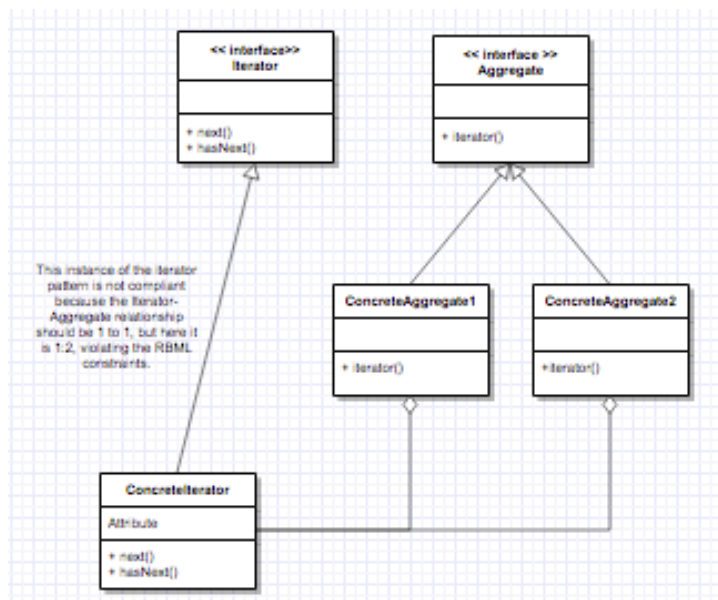 << interface>>
Iterator
+ next()
+ hasNext()
<< interface >>
Aggregate
+ iterator()
This instance of the iterator
pattern is not compliant
because the Iterator-
Aggregate relationship
should be 1 to 1, but here it
is 1:2, violating the RBML
constraints.
ConcreteAggregate1
+ iterator()
ConcreteAggregate2
+iterator()
ConcreteIterator
Attribute
+ next()
+ hasNext()